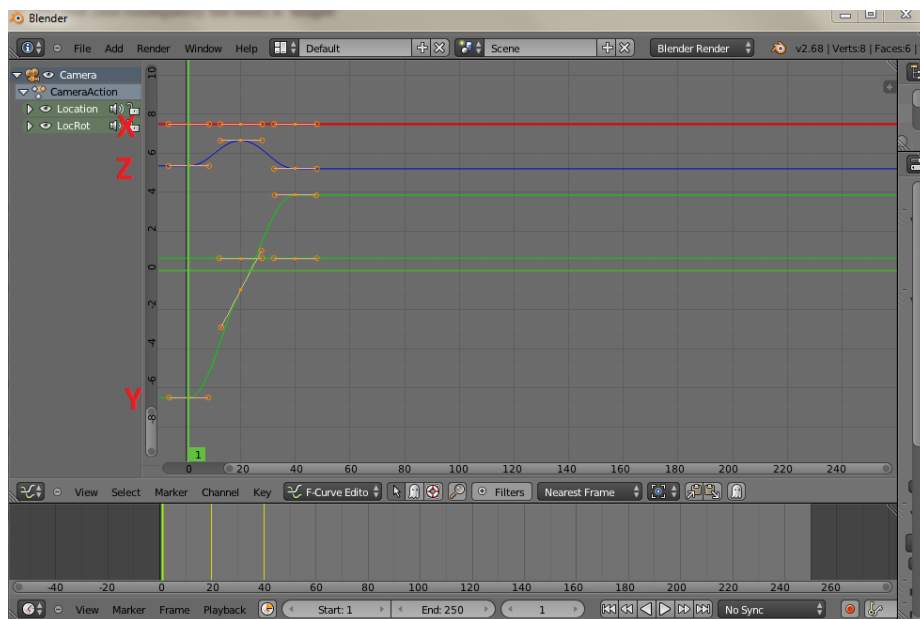 Blender
File Add Render Window Help Default Scene Blender Render v2.68 | Verts:8 | Faces:6 |
Camera
CameraAction
Location
LocRot
X
Z
Y
10
8
6
4
2
0
-2
-4
-6
-8
1
0 20 40 60 80 100 120 140 160 180 200 220 240
View Select Marker Channel Key F-Curve Edito Filters Nearest Frame
-40 -20 0 20 40 60 80 100 120 140 160 180 200 220 240 260
View Marker Frame Playback Start: 1 End: 250 1 No Sync